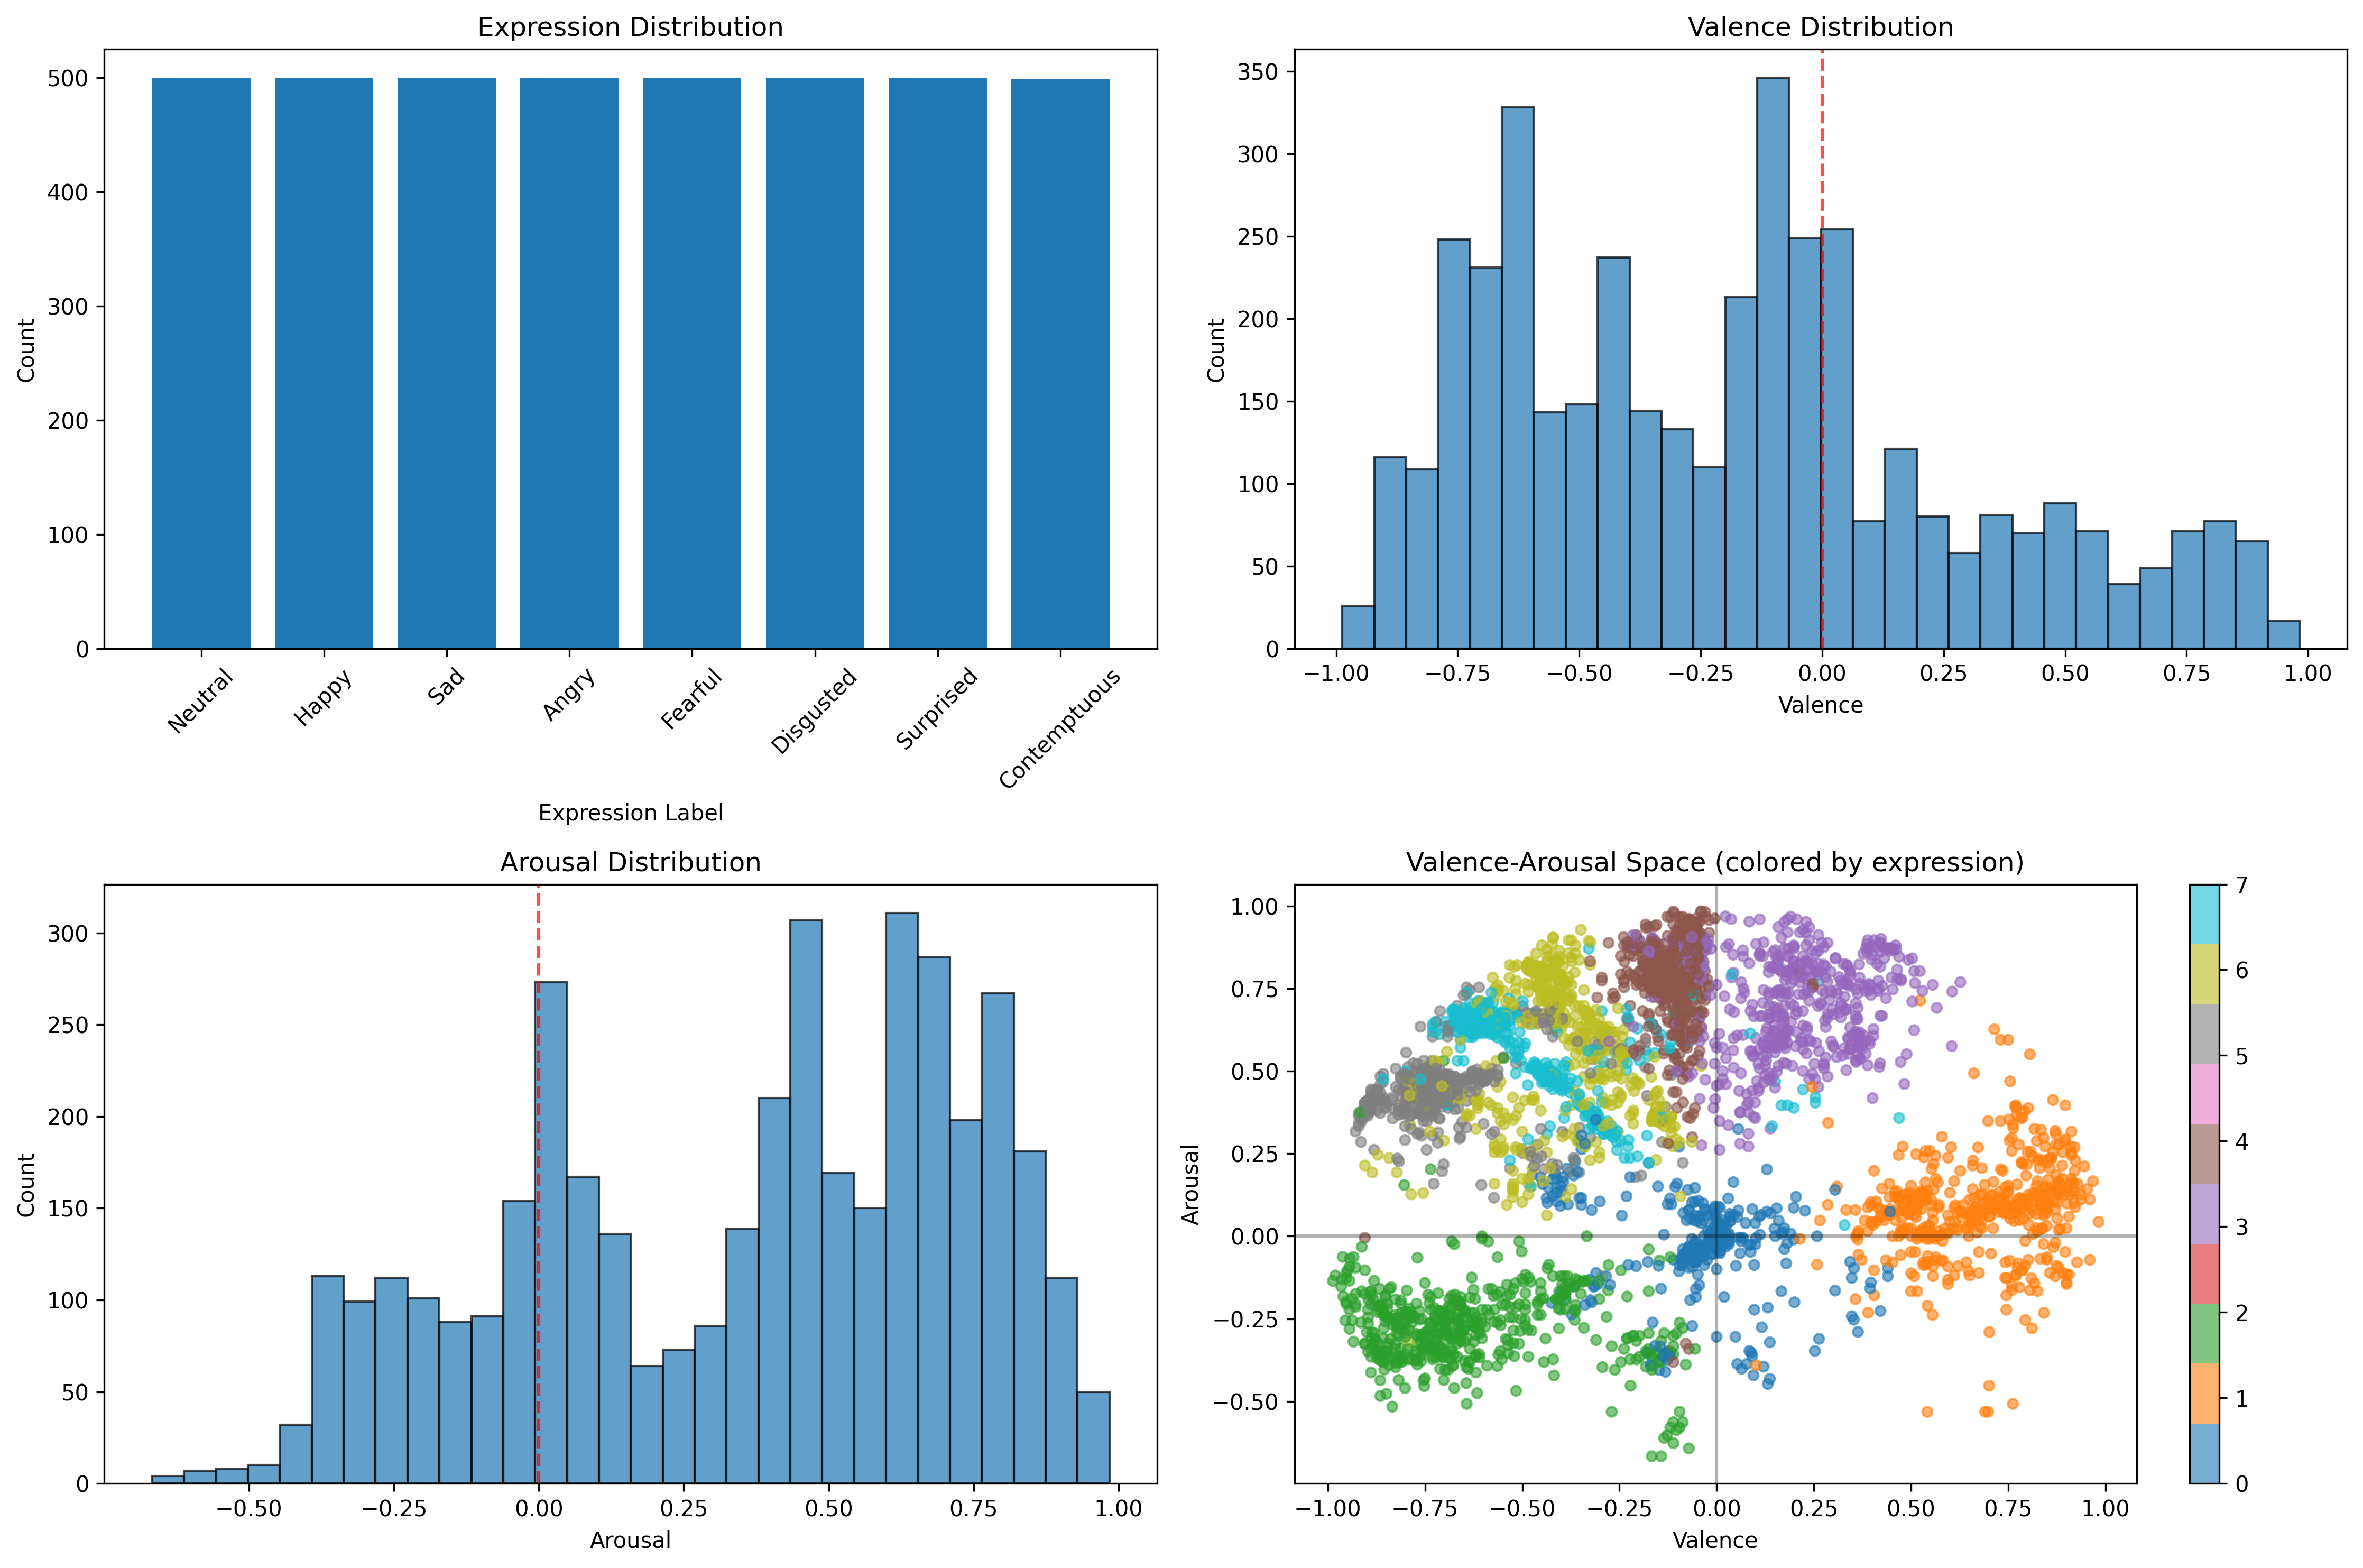 Expression Distribution
500
400
300
200
100
0
Count
Neutral
Happy
Sad
Angry
Fearful
Disgusted
Surprised
Contemptuous
Expression Label
Valence Distribution
350
300
250
200
150
100
50
0
Count
−1.00 −0.75 −0.50 −0.25 0.00 0.25 0.50 0.75 1.00
Valence
Arousal Distribution
300
250
200
150
100
50
0
Count
−0.50 −0.25 0.00 0.25 0.50 0.75 1.00
Arousal
Valence-Arousal Space (colored by expression)
1.00
0.75
0.50
0.25
0.00
−0.25
−0.50
Arousal
−1.00 −0.75 −0.50 −0.25 0.00 0.25 0.50 0.75 1.00
Valence
7
6
5
4
3
2
1
0